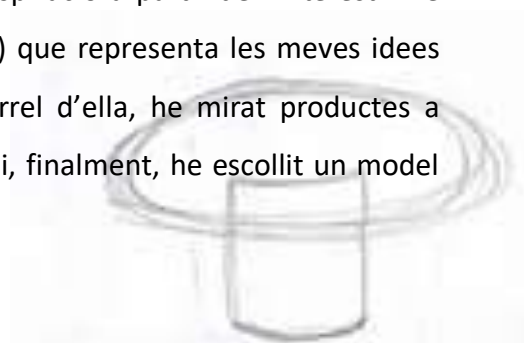 ) que representa les meves idees
rrel d'ella, he mirat productes a
i, finalment, he escollit un model